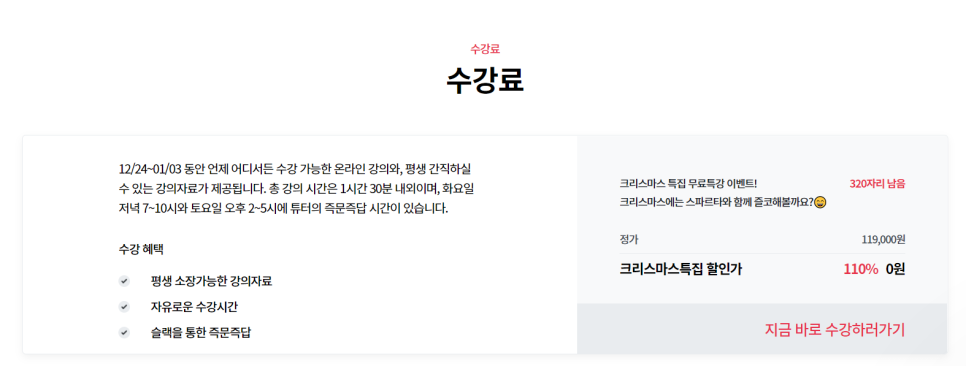 수강료
수강료
12/24~01/03 동안 언제 어디서든 수강 가능한 온라인 강의와, 평생 간직하실
수 있는 강의자료가 제공됩니다. 총 강의 시간은 1시간 30분 내외이며, 화요일
저녁 7~10시와 토요일 오후 2~5시에 튜터의 즉문즉답 시간이 있습니다.
수강 혜택
평생 소장가능한 강의자료
자유로운 수강시간
슬랙을 통한 즉문즉답
크리스마스 특집 무료특강 이벤트! 320자리 남음
크리스마스에는 스파르타와 함께 즐코해볼까요?😄
정가 119,000원
크리스마스특집 할인가 110% 0원
지금 바로 수강하러가기